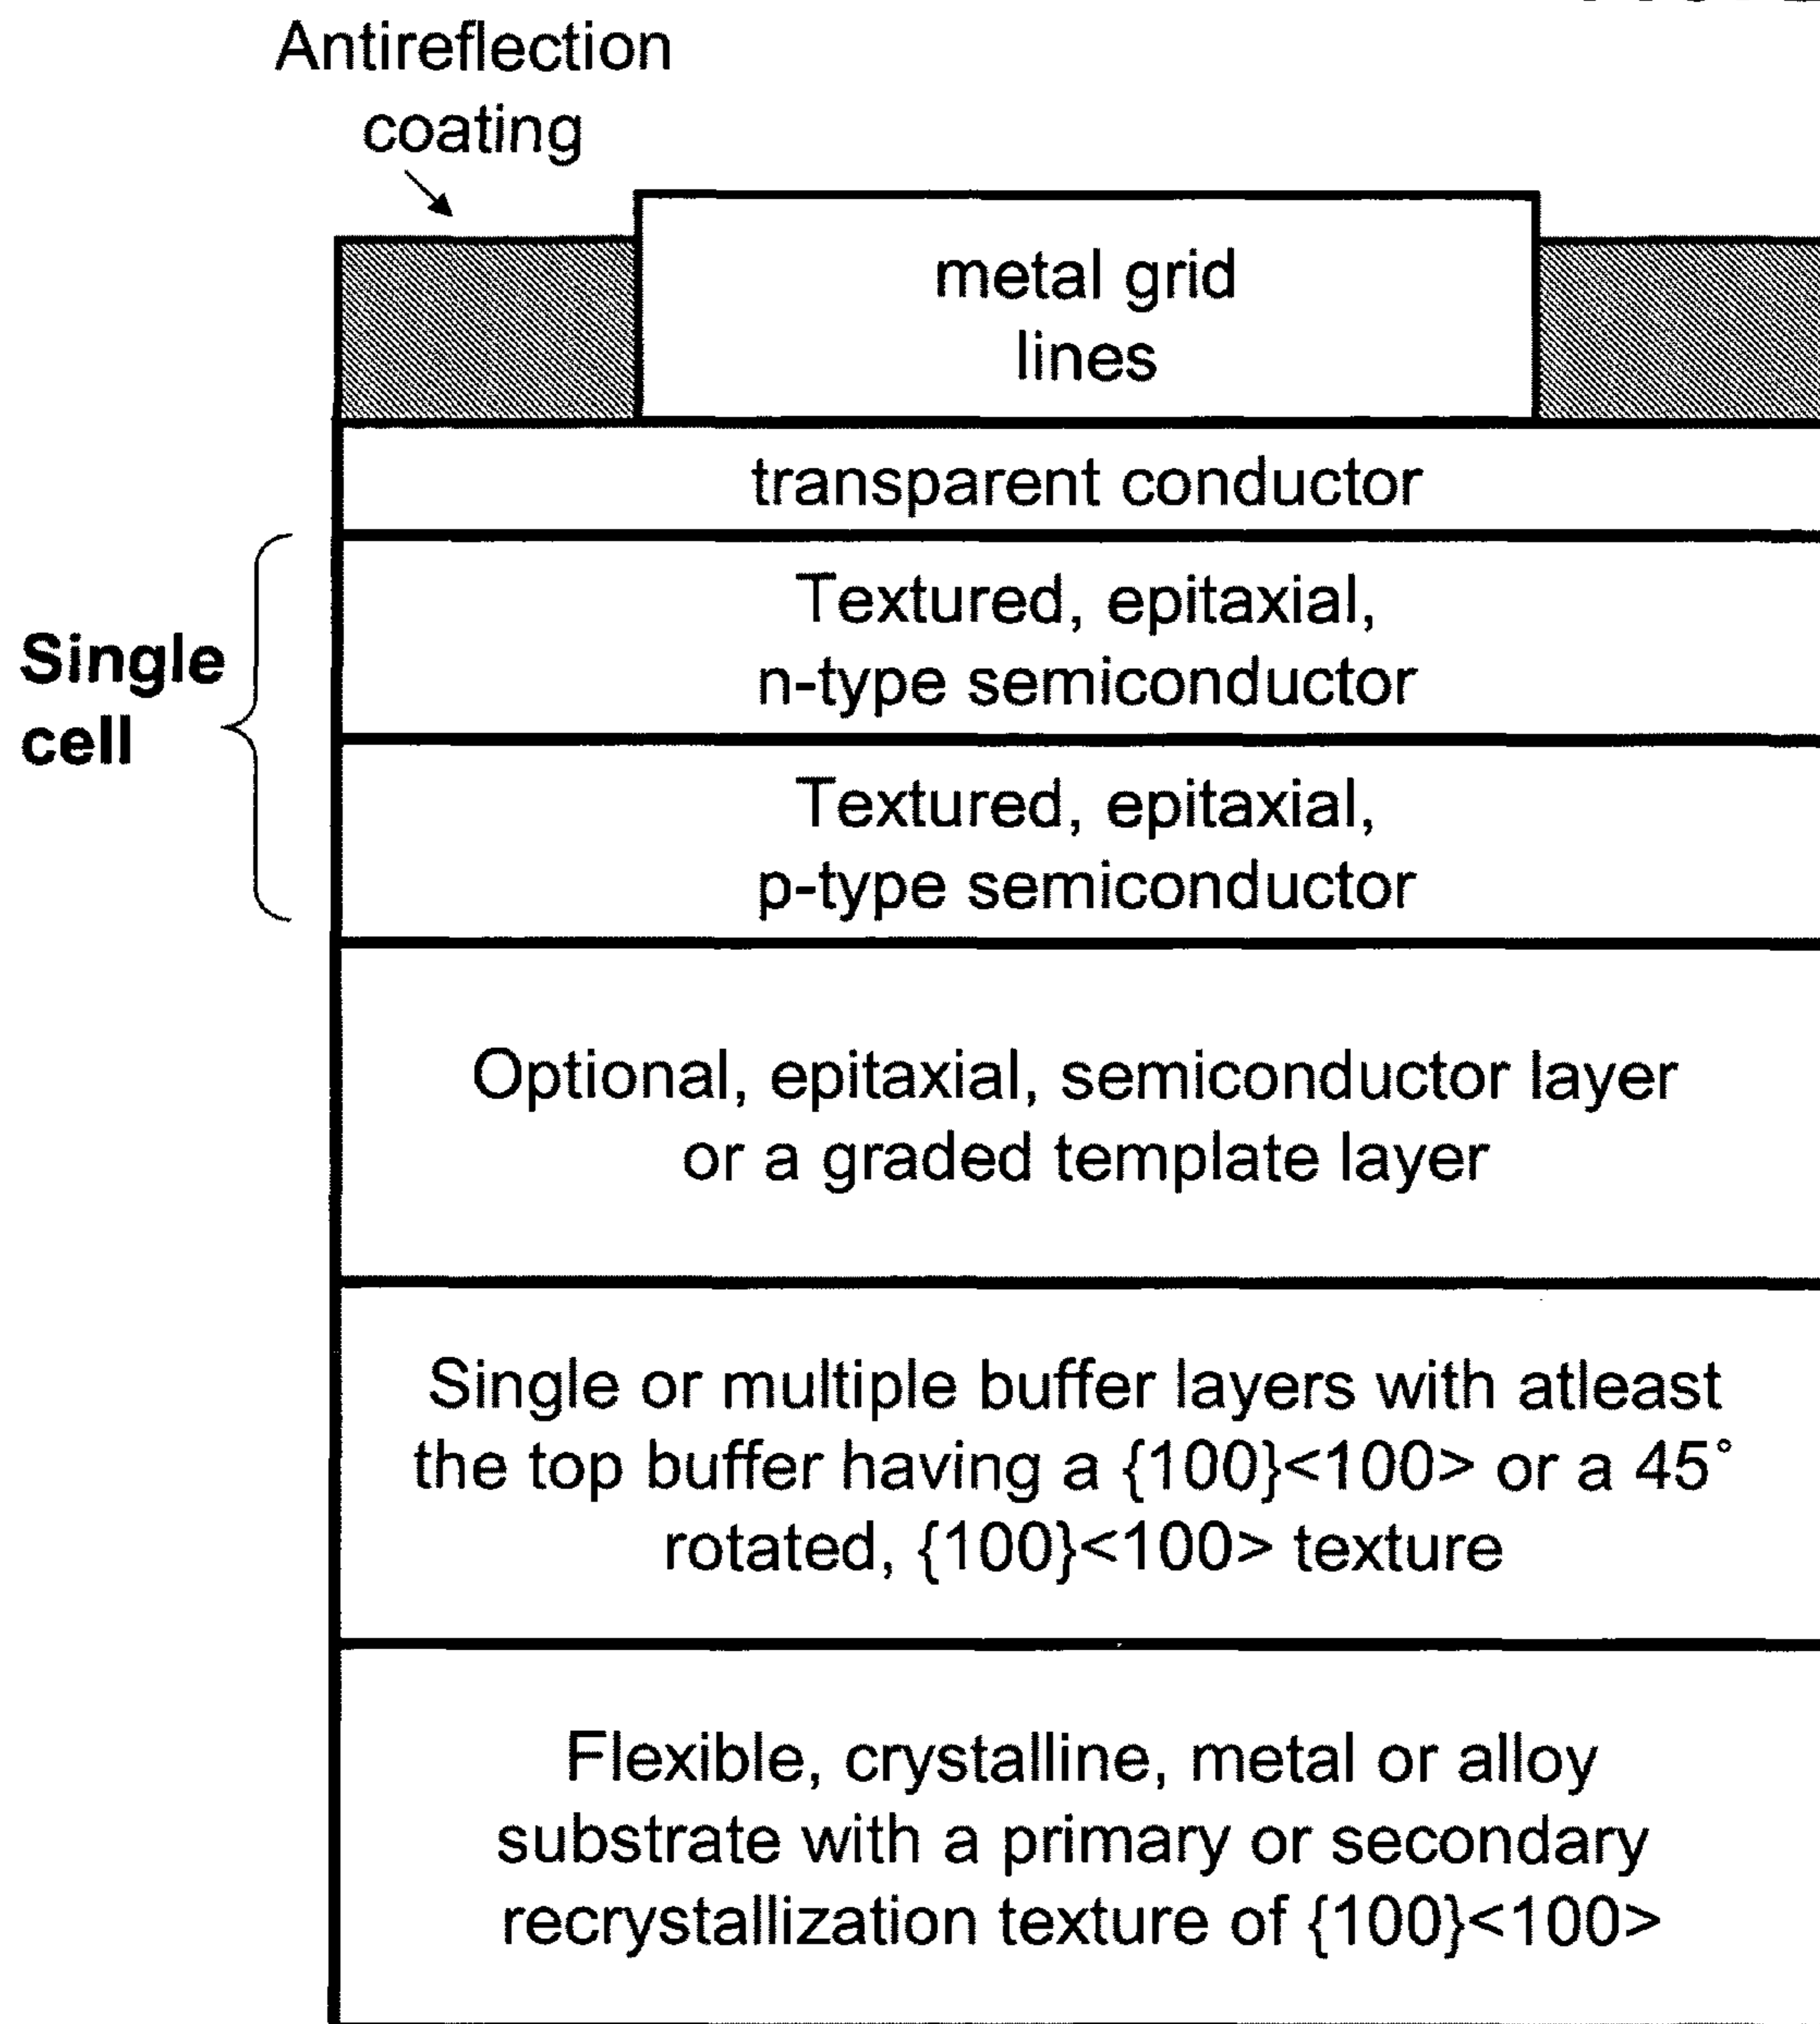 Antireflection
coating
metal grid
lines
transparent conductor
Single
cell
Textured, epitaxial,
n-type semiconductor
Textured, epitaxial,
p-type semiconductor
Optional, epitaxial, semiconductor layer
or a graded template layer
Single or multiple buffer layers with atleast
the top buffer having a {100}<100> or a 45°
rotated, {100}<100> texture
Flexible, crystalline, metal or alloy
substrate with a primary or secondary
recrystallization texture of {100}<100>